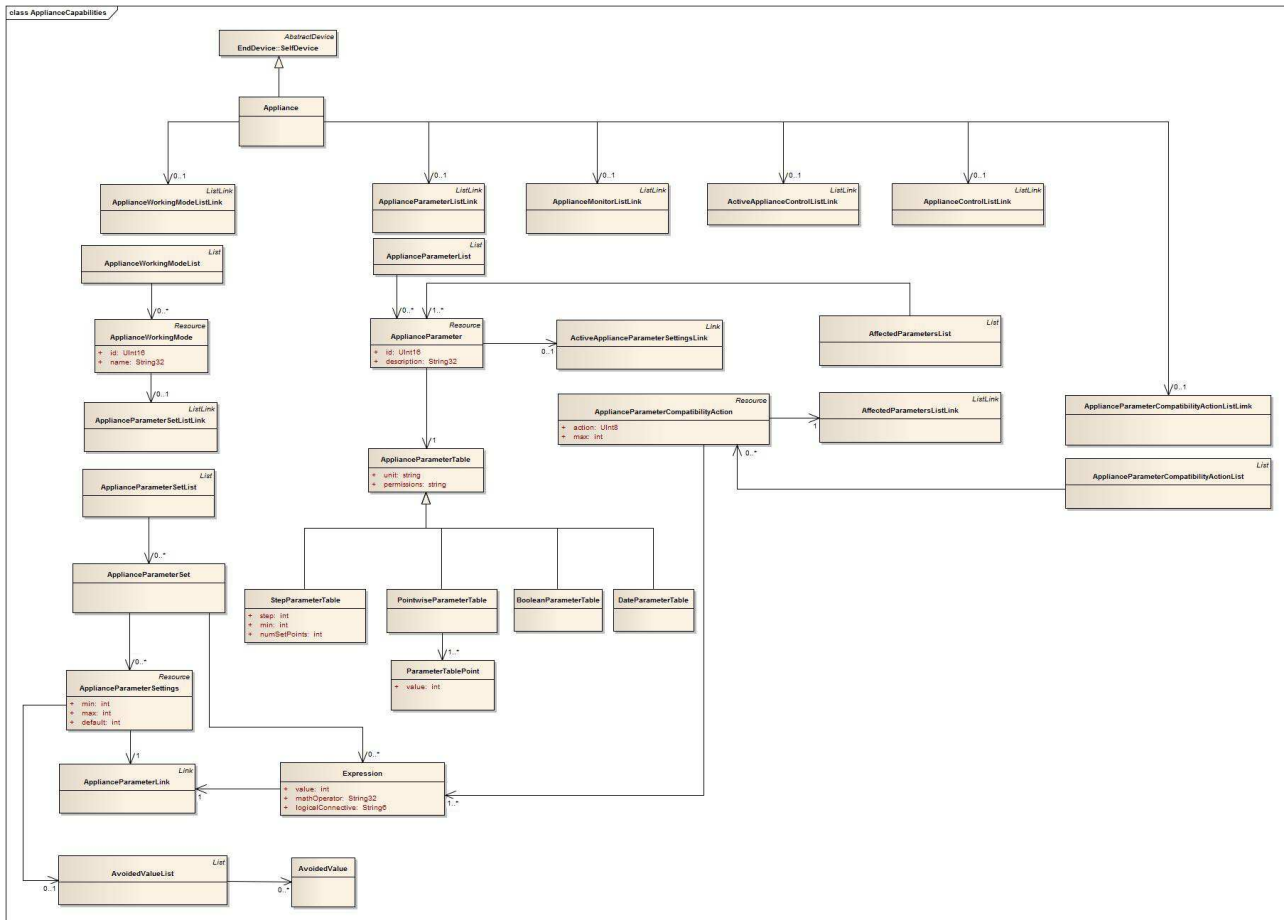 class ApplianceCapabilities
AbstractDevice
EndDevice::SelfDevice
Appliance
0..1
0..1
0..1
0..1
0..1
ListLink
ApplianceWorkingModeListLink
ListLink
ApplianceParameterListLink
ListLink
ApplianceMonitorListLink
ListLink
ActiveApplianceControlListLink
ListLink
ApplianceControlListLink
List
ApplianceWorkingModeList
List
ApplianceParameterList
0..*
0..*
1..*
Resource
ApplianceWorkingMode
+ id: UInt16
+ name: String32
Resource
ApplianceParameter
+ id: UInt16
+ description: String32
0..1
Link
ActiveApplianceParameterSettingsLink
List
AffectedParametersList
0..1
0..1
ListLink
ApplianceParameterSetListLink
Resource
ApplianceParameterCompatibilityAction
+ action: UInt8
+ max: int
1
ListLink
AffectedParametersListLink
ApplianceParameterCompatibilityActionListLimk
0..*
1
ApplianceParameterTable
+ unit: string
+ permissions: string
List
ApplianceParameterCompatibilityActionList
List
ApplianceParameterSetList
0..*
ApplianceParameterSet
StepParameterTable
+ step: int
+ min: int
+ numSetPoints: int
PointwiseParameterTable
BooleanParameterTable
DateParameterTable
1..*
ParameterTablePoint
+ value: int
0..*
Resource
ApplianceParameterSettings
+ min: int
+ max: int
+ default: int
1
0..*
Link
ApplianceParameterLink
1
Expression
+ value: int
+ mathOperator: String32
+ logicalConnective: String6
1..*
List
AvoidedValueList
0..1
AvoidedValue
0..*